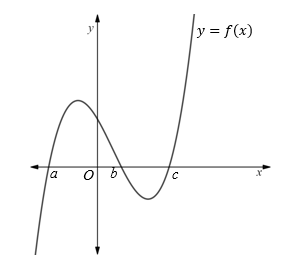 y
y = f(x)
a O b c x